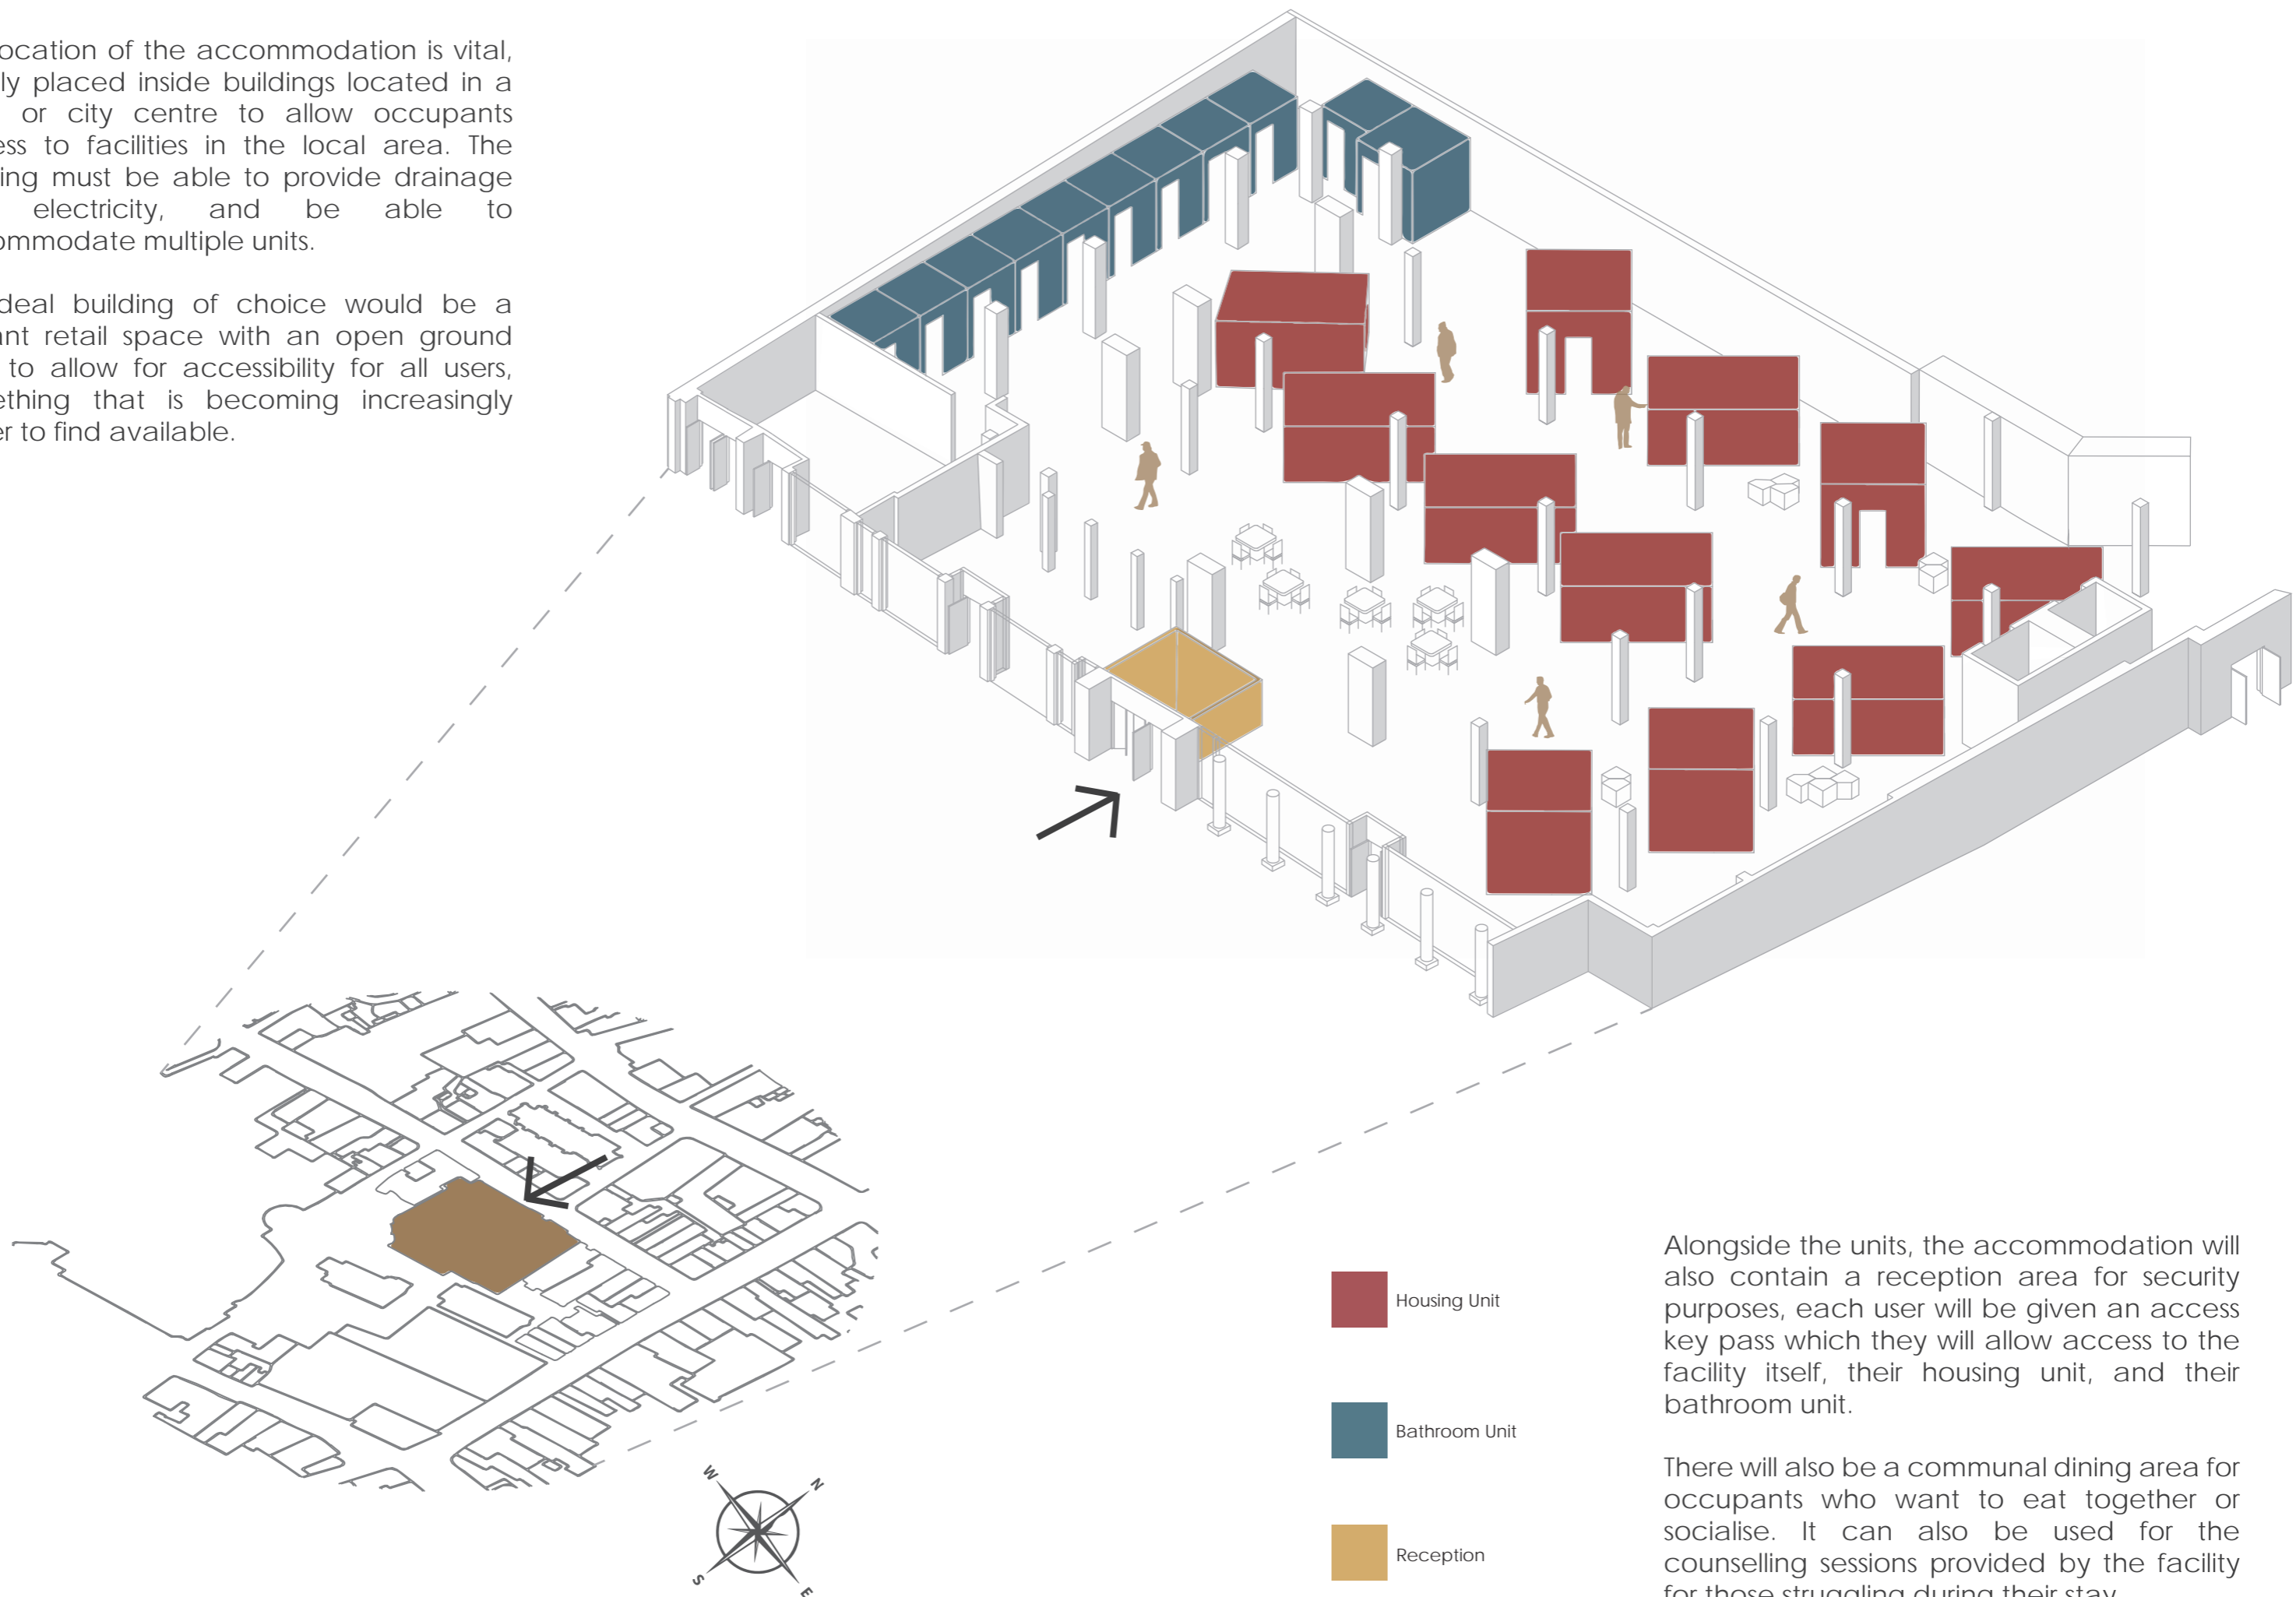 ocation of the accommodation is vital,
ly placed inside buildings located in a
or city centre to allow occupants
ess to facilities in the local area. The
ing must be able to provide drainage
electricity, and be able to
ommodate multiple units.
deal building of choice would be a
ant retail space with an open ground
to allow for accessibility for all users,
ething that is becoming increasingly
er to find available.
W
N
S
E
Housing Unit
Bathroom Unit
Reception
Alongside the units, the accommodation will
also contain a reception area for security
purposes, each user will be given an access
key pass which they will allow access to the
facility itself, their housing unit, and their
bathroom unit.
There will also be a communal dining area for
occupants who want to eat together or
socialise. It can also be used for the
counselling sessions provided by the facility
for those struggling during their stay.